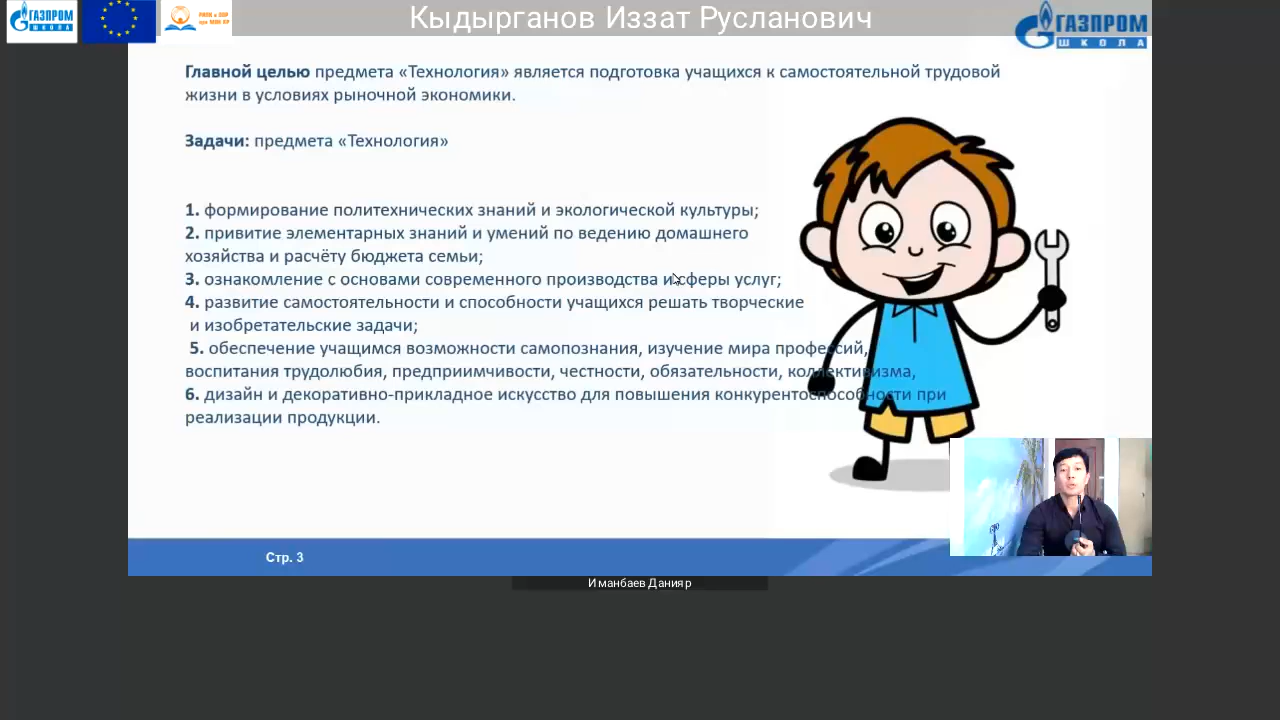 ГАЗПРОМ
ШКОЛА
Кыдырганов Иззат Русланович
ГАЗПРОМ
ШКОЛА
Главной целью предмета «Технология» является подготовка учащихся к самостоятельной трудовой
жизни в условиях рыночной экономики.
Задачи: предмета «Технология»
1. формирование политехнических знаний и экологической культуры;
2. привитие элементарных знаний и умений по ведению домашнего
хозяйства и расчёту бюджета семьи;
3. ознакомление с основами современного производства и сферы услуг;
4. развитие самостоятельности и способности учащихся решать творческие
и изобретательские задачи;
5. обеспечение учащимся возможности самопознания, изучение мира профессий,
воспитания трудолюбия, предприимчивости, честности, обязательности, коллективизма,
6. дизайн и декоративно-прикладное искусство для повышения конкурентоспособности при
реализации продукции.
Стр. 3
Иманбаев Данияр